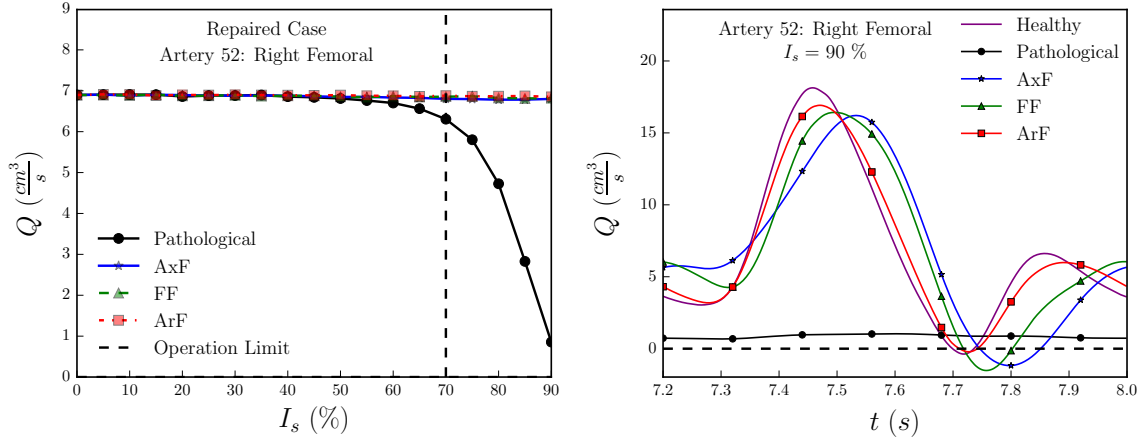 Repaired Case
Artery 52: Right Femoral
9
8
7
6
5
4
3
2
1
0
Q (cm³/s)
Pathological
AxF
FF
ArF
Operation Limit
0 10 20 30 40 50 60 70 80 90
I_s (%)
Artery 52: Right Femoral
I_s = 90 %
20
15
10
5
0
Q (cm³/s)
Healthy
Pathological
AxF
FF
ArF
7.2 7.3 7.4 7.5 7.6 7.7 7.8 7.9 8.0
t (s)